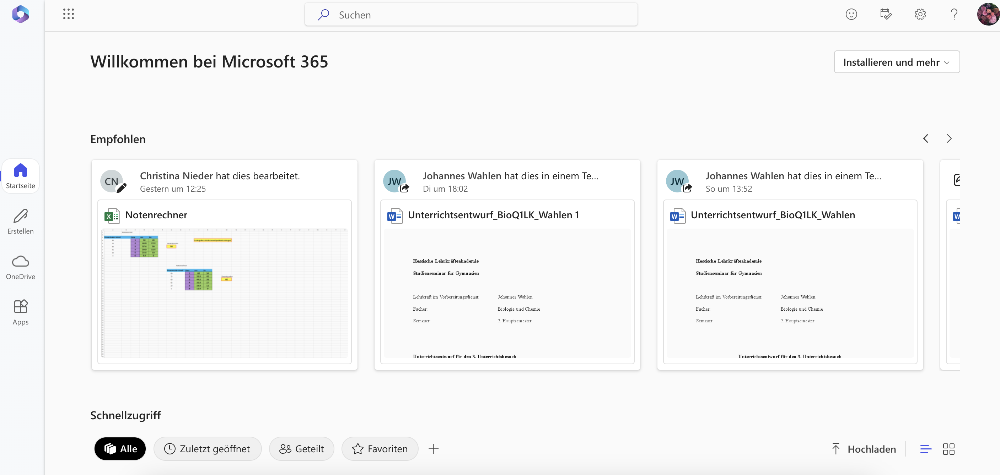 Suchen
Willkommen bei Microsoft 365
Installieren und mehr
Empfohlen
Startseite
Erstellen
OneDrive
Apps
CN
Christina Nieder hat dies bearbeitet.
Gestern um 12:25
Notenrechner
JW
Johannes Wahlen hat dies in einem Te...
Di um 18:02
Unterrichtsentwurf_BioQ1LK_Wahlen 1
Hessische Lehrkräfteakademie
Studienseminar für Gymnasien
Lehrkraft im Vorbereitungsdienst: Johannes Wahlen
Fächer: Biologie und Chemie
Semeser: 2. Hauptsemester
Unterrichtsentwurf für den 3. Unterrichtsbesuch
JW
Johannes Wahlen hat dies in einem Te...
So um 13:52
Unterrichtsentwurf_BioQ1LK_Wahlen
Hessische Lehrkräfteakademie
Studienseminar für Gymnasien
Lehrkraft im Vorbereitungsdienst: Johannes Wahlen
Fächer: Biologie und Chemie
Semeser: 2. Hauptsemester
Unterrichtsentwurf für den 3. Unterrichtsbesuch
Schnellzugriff
Alle
Zuletzt geöffnet
Geteilt
Favoriten
Hochladen